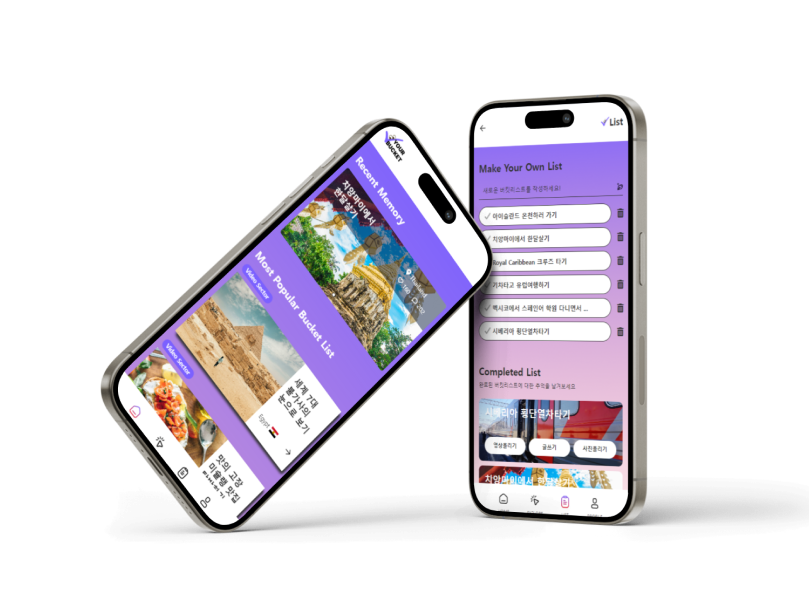 YOUR
BUCKET
Recent Memory
치앙마이에서
한달살기
Thailand
Most Popular Bucket List
Video Sector
세계 7대
불가사의
눈으로 보기
Egypt
Video Sector
맛의 고장
미슐랭 맛집
List
Make Your Own List
새로운 버킷리스트를 작성하세요!
아이슬란드 온천하러 가기
치앙마이에서 한달살기
Royal Caribbean 크루즈 타기
기차타고 유럽여행하기
멕시코에서 스페인어 학원 다니면서 ...
시베리아 횡단열차타기
Completed List
완료된 버킷리스트에 대한 추억을 남겨보세요
시베리아 횡단열차타기
영상올리기
글쓰기
사진올리기
치앙마이에서 한달살기